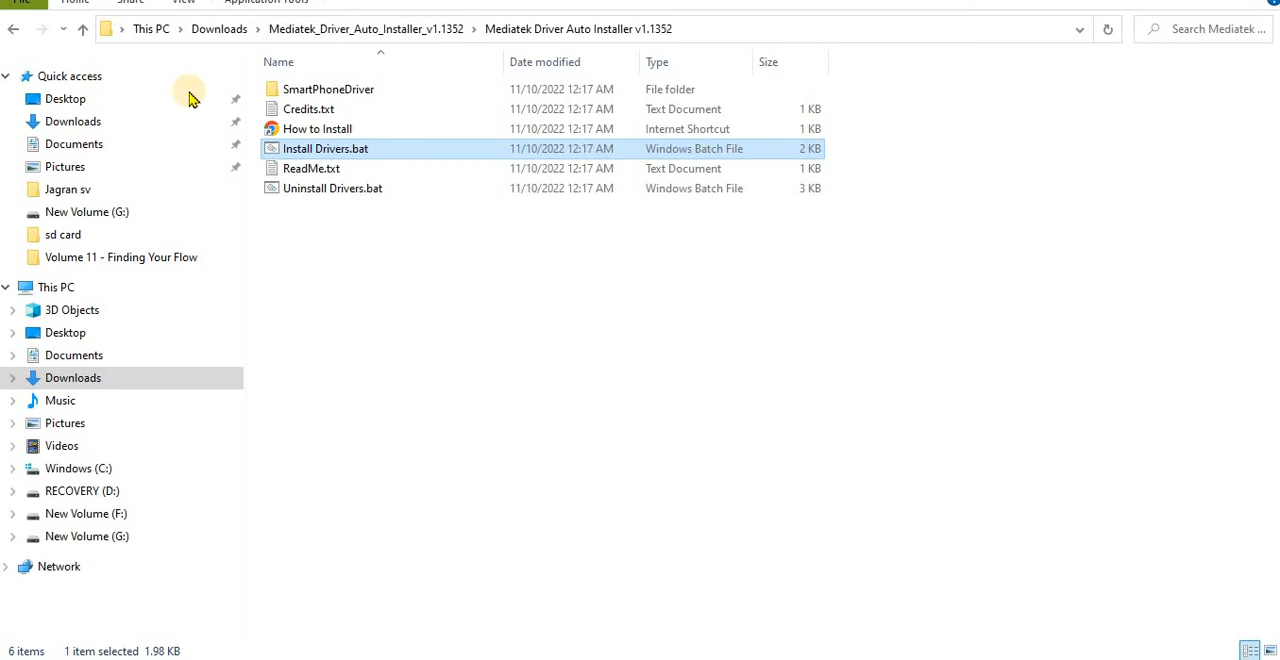 File Home Share View Application Tools
This PC > Downloads > Mediatek_Driver_Auto_Installer_v1.1352 > Mediatek Driver Auto Installer v1.1352 Search Mediatek ...
Name Date modified Type Size
Quick access
Desktop
Downloads
Documents
Pictures
Jagran sv
New Volume (G:)
sd card
Volume 11 - Finding Your Flow
This PC
3D Objects
Desktop
Documents
Downloads
Music
Pictures
Videos
Windows (C:)
RECOVERY (D:)
New Volume (F:)
New Volume (G:)
Network
SmartPhoneDriver 11/10/2022 12:17 AM File folder
Credits.txt 11/10/2022 12:17 AM Text Document 1 KB
How to Install 11/10/2022 12:17 AM Internet Shortcut 1 KB
Install Drivers.bat 11/10/2022 12:17 AM Windows Batch File 2 KB
ReadMe.txt 11/10/2022 12:17 AM Text Document 1 KB
Uninstall Drivers.bat 11/10/2022 12:17 AM Windows Batch File 3 KB
6 items 1 item selected 1.98 KB